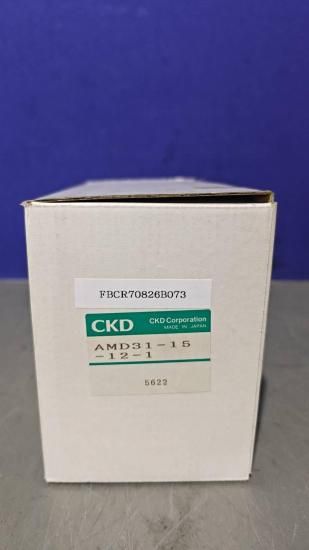 FBCR70826B073
CKD CKD Corporation
MADE IN JAPAN
AMD31-15
-12-1
5622